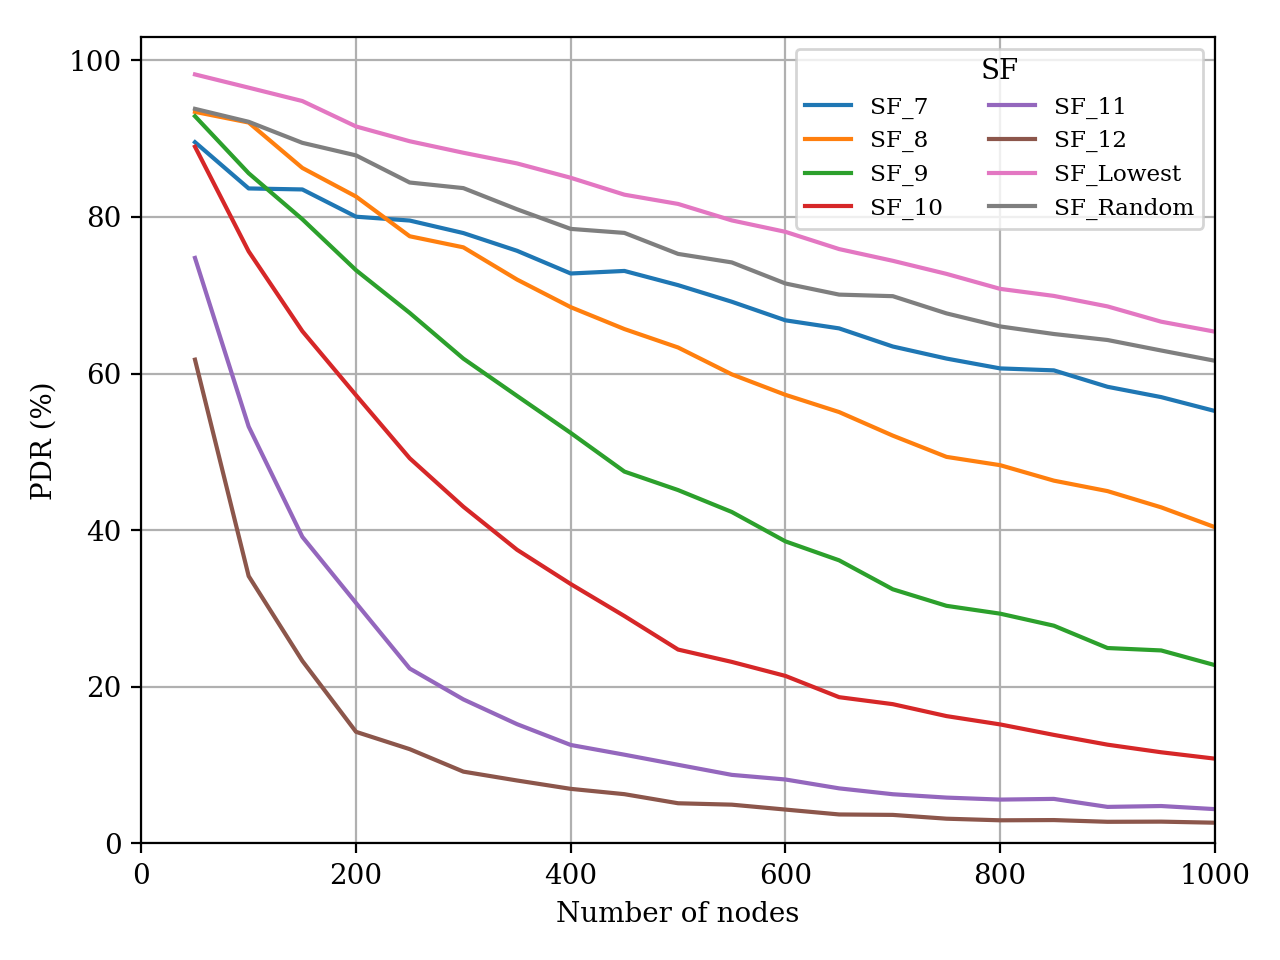 100
80
60
40
20
0
PDR (%)
SF
SF_7 SF_11
SF_8 SF_12
SF_9 SF_Lowest
SF_10 SF_Random
0 200 400 600 800 1000
Number of nodes